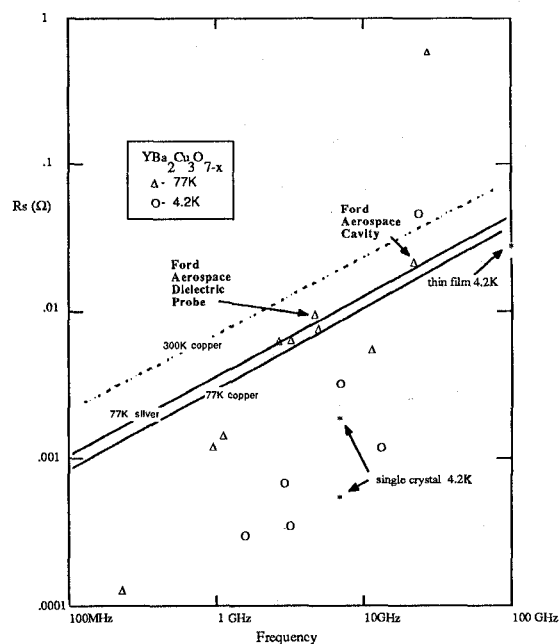 1
YBa2Cu3O7-x
Δ- 77K
O- 4.2K
.1
Rs (Ω)
Ford
Aerospace
Cavity
Ford
Aerospace
Dielectric
Probe
thin film 4.2K
.01
300K copper
77K silver
77K copper
.001
single crystal 4.2K
.0001
100MHz
1 GHz
10GHz
100 GHz
Frequency